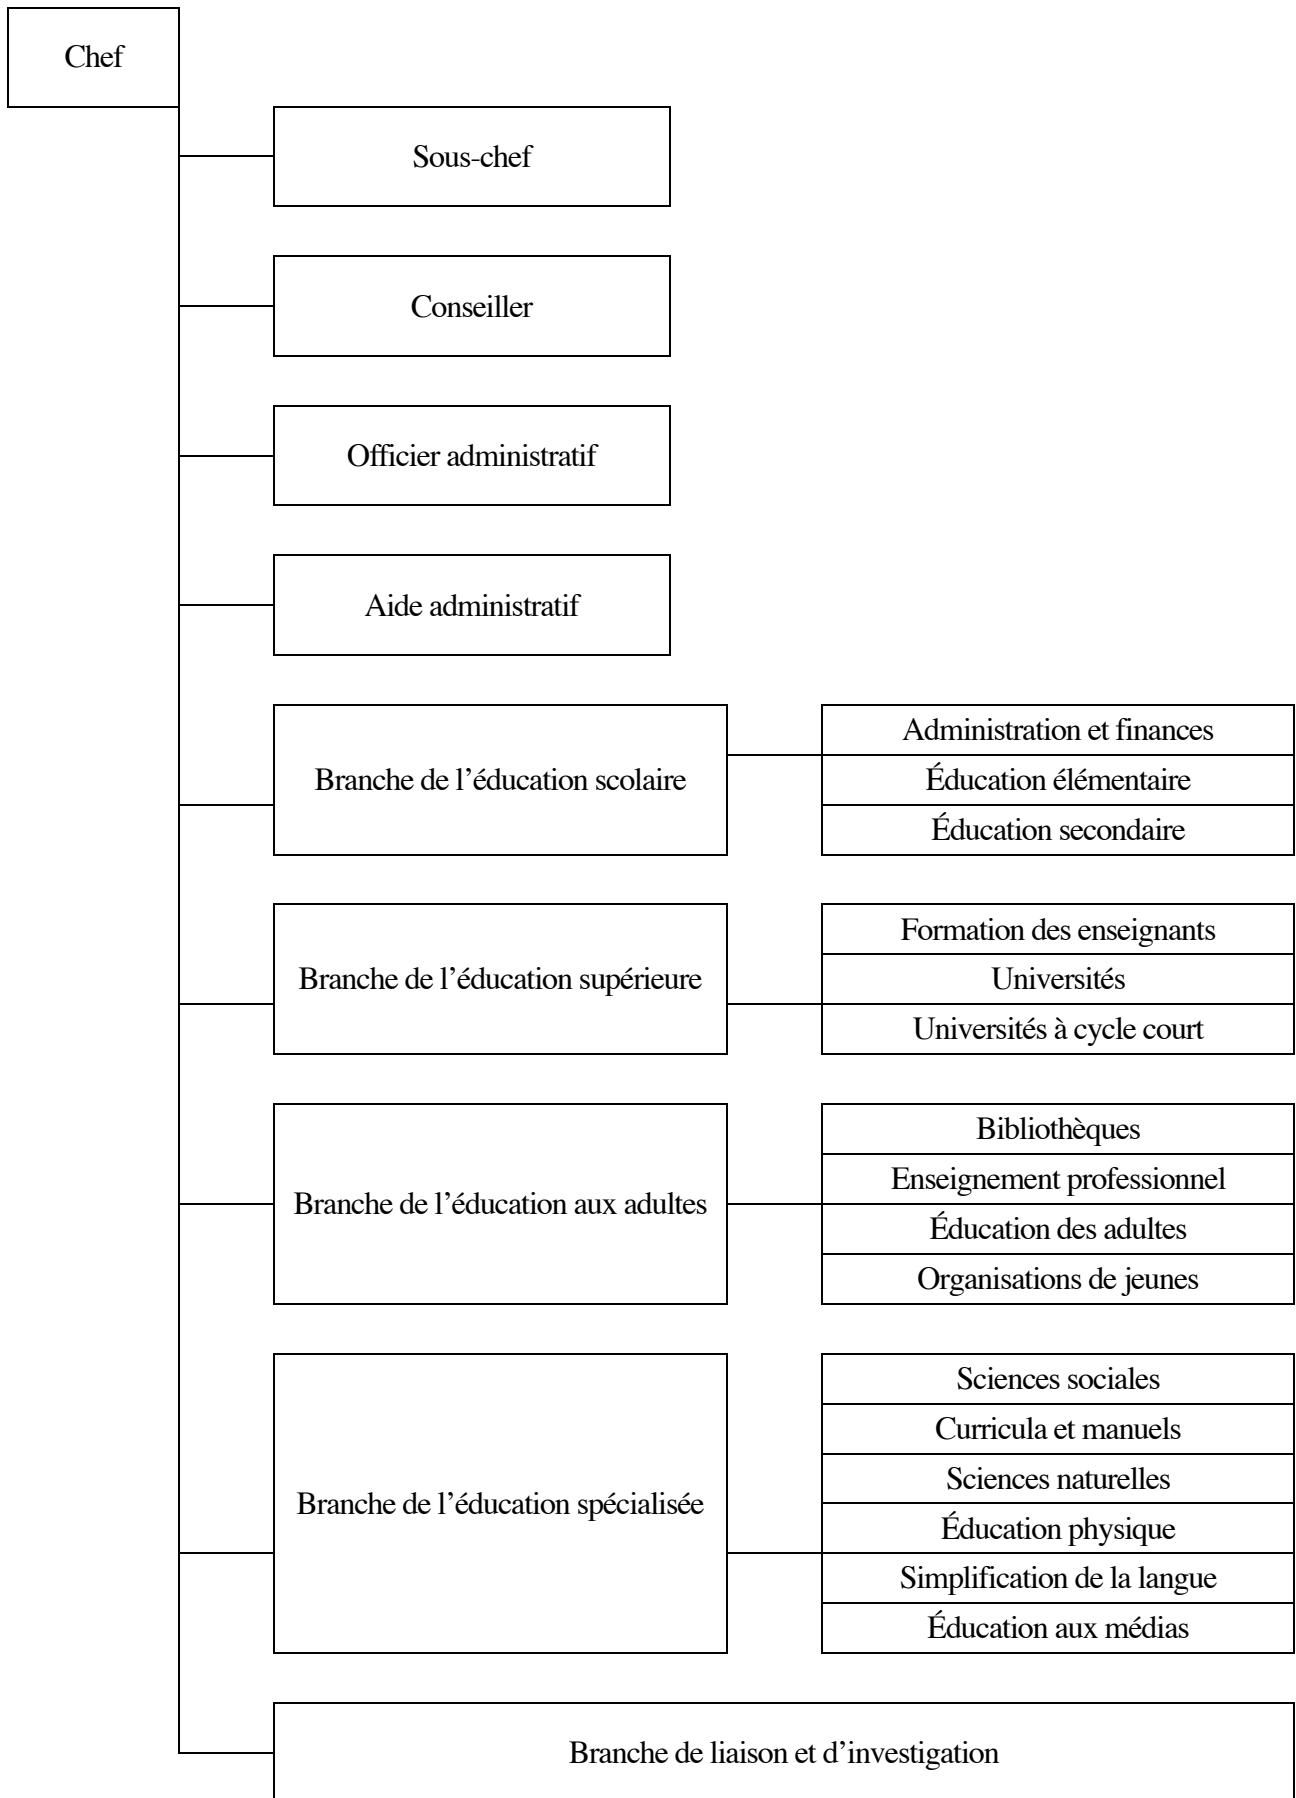 Chef
Sous-chef
Conseiller
Officier administratif
Aide administratif
Branche de l’éducation scolaire
Administration et finances
Éducation élémentaire
Éducation secondaire
Branche de l’éducation supérieure
Formation des enseignants
Universités
Universités à cycle court
Branche de l’éducation aux adultes
Bibliothèques
Enseignement professionnel
Éducation des adultes
Organisations de jeunes
Branche de l’éducation spécialisée
Sciences sociales
Curricula et manuels
Sciences naturelles
Éducation physique
Simplification de la langue
Éducation aux médias
Branche de liaison et d’investigation